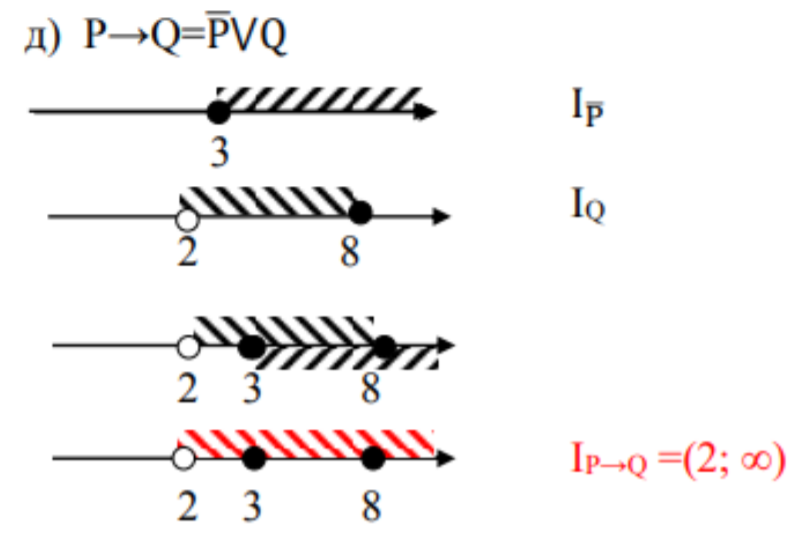 д) P→Q=P̅VQ
3
I_P̅
2 8
I_Q
2 3 8
2 3 8
I_P→Q =(2; ∞)